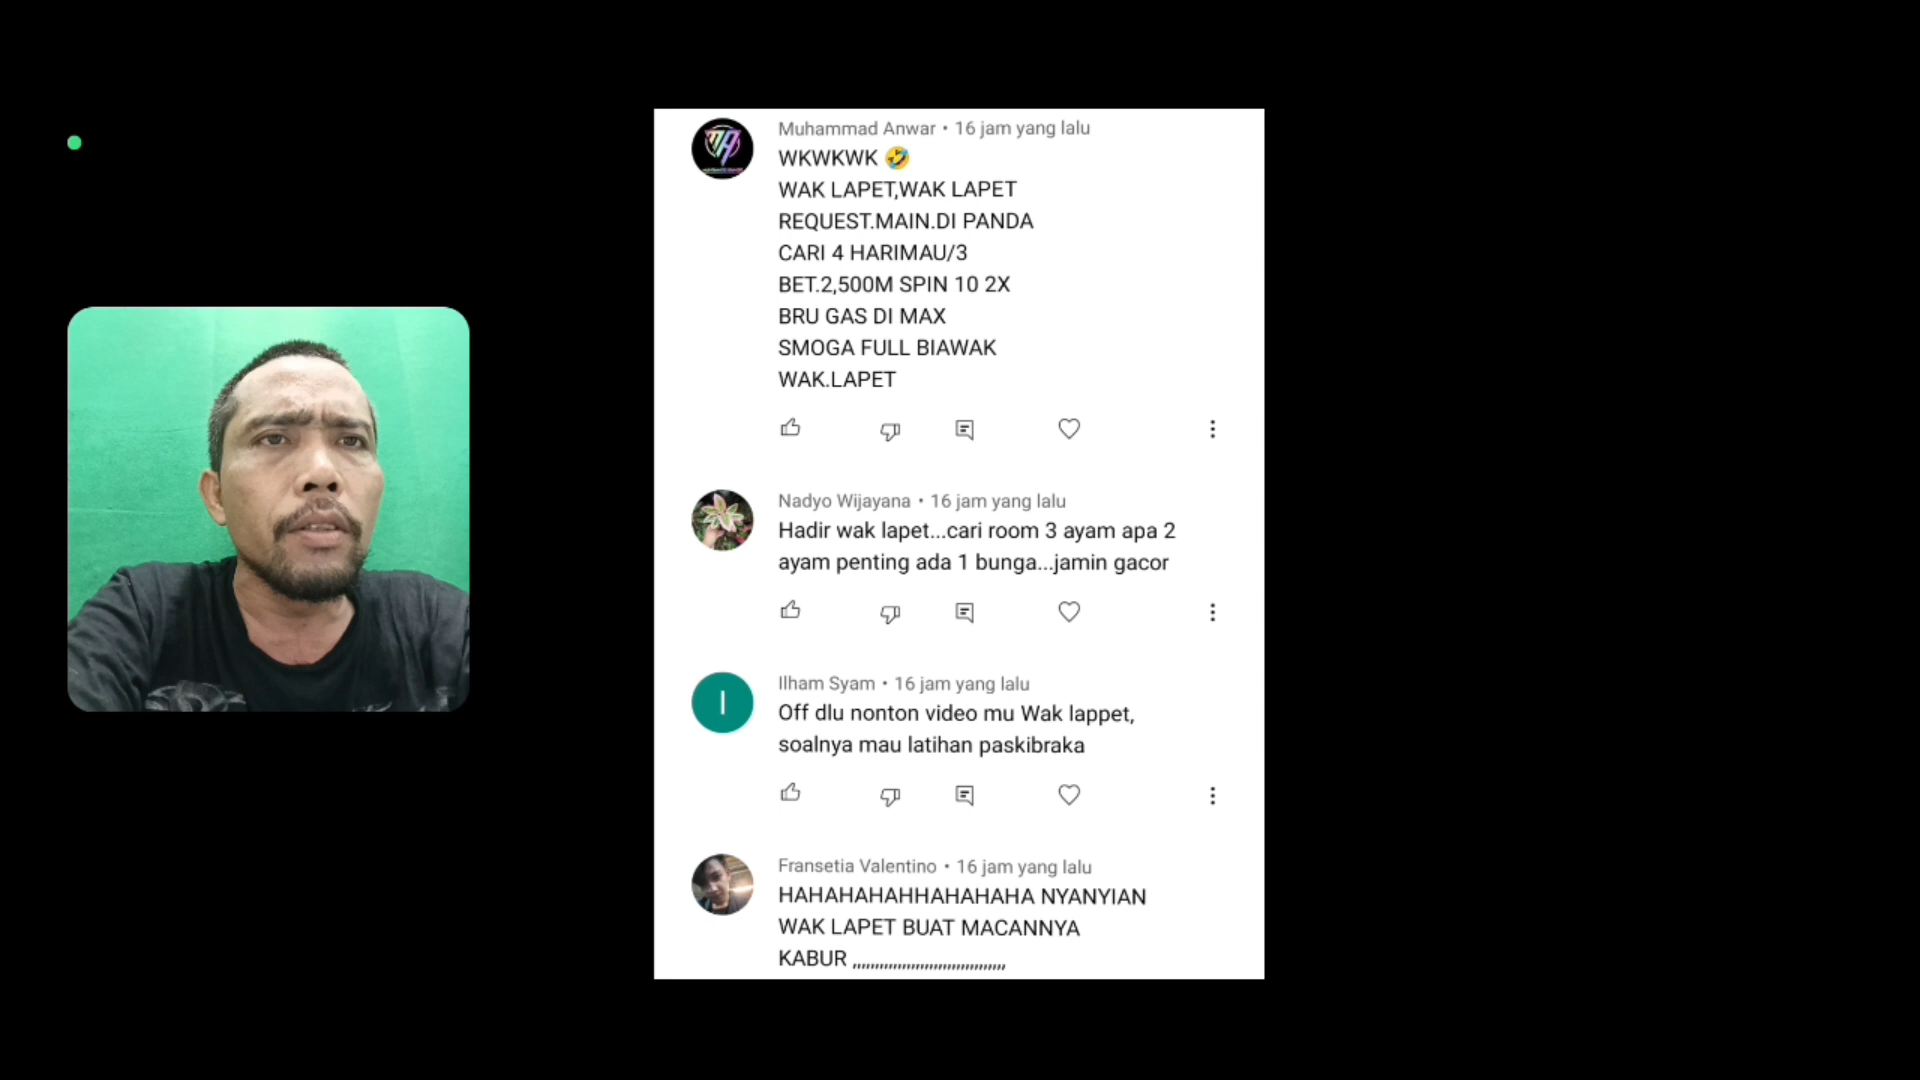 Muhammad Anwar • 16 jam yang lalu
WKWKWK 🤣
WAK LAPET,WAK LAPET
REQUEST.MAIN.DI PANDA
CARI 4 HARIMAU/3
BET.2,500M SPIN 10 2X
BRU GAS DI MAX
SMOGA FULL BIAWAK
WAK.LAPET
Nadyo Wijayana • 16 jam yang lalu
Hadir wak lapet...cari room 3 ayam apa 2
ayam penting ada 1 bunga...jamin gacor
I
Ilham Syam • 16 jam yang lalu
Off dlu nonton video mu Wak lappet,
soalnya mau latihan paskibraka
Fransetia Valentino • 16 jam yang lalu
HAHAHAHAHHAHAHAHA NYANYIAN
WAK LAPET BUAT MACANNYA
KABUR ,,,,,,,,,,,,,,,,,,,,,,,,,,,,,,,,,,,